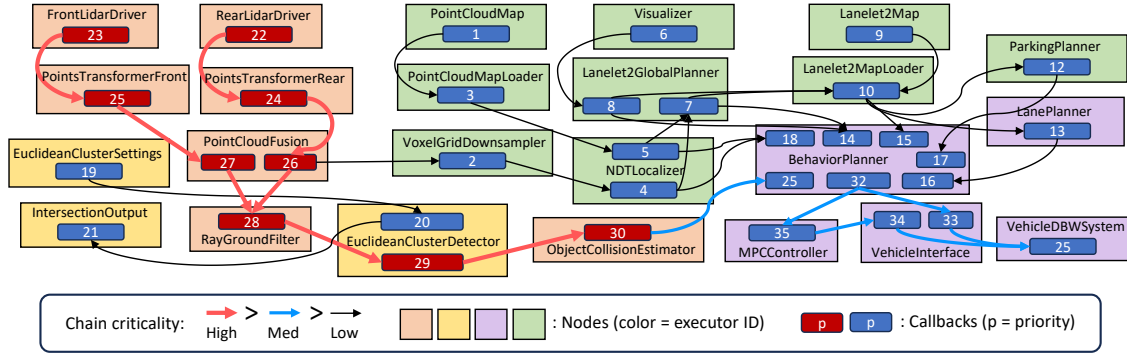 FrontLidarDriver
23
RearLidarDriver
22
PointCloudMap
1
Visualizer
6
Lanelet2Map
9
ParkingPlanner
12
PointsTransformerFront
25
PointsTransformerRear
24
PointCloudMapLoader
3
Lanelet2GlobalPlanner
8
7
Lanelet2MapLoader
10
LanePlanner
13
EuclideanClusterSettings
19
PointCloudFusion
27
26
VoxelGridDownsampler
2
5
NDTLocalizer
4
18
14
15
BehaviorPlanner
17
25
32
16
IntersectionOutput
21
28
RayGroundFilter
20
EuclideanClusterDetector
29
30
ObjectCollisionEstimator
35
MPCController
34
33
VehicleInterface
VehicleDBWSystem
25
Chain criticality:
> >
High Med Low
: Nodes (color = executor ID)
p p : Callbacks (p = priority)